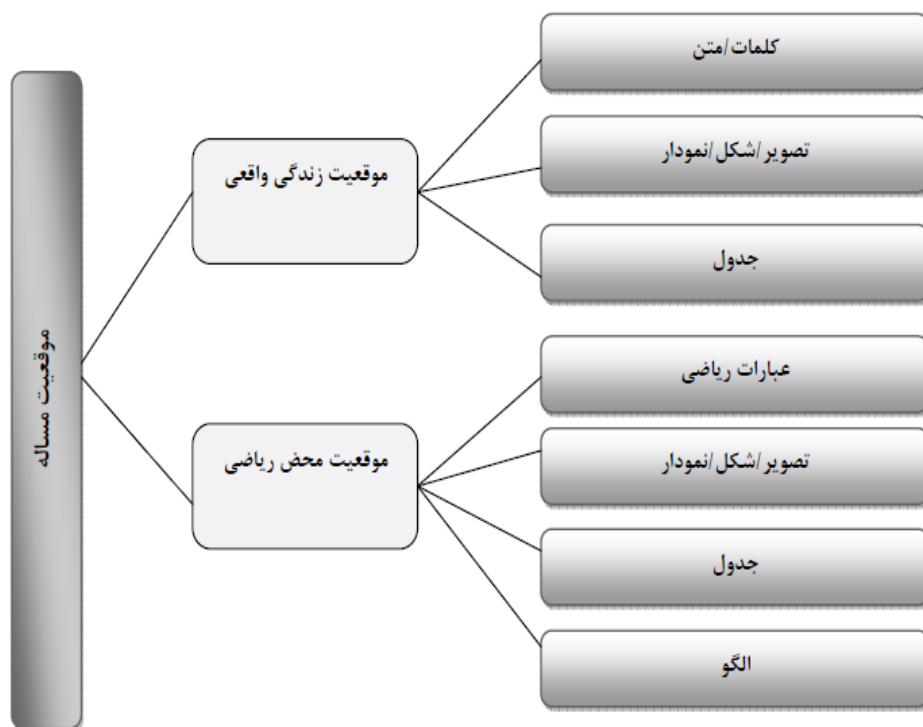 موقعیت مساله
موقعیت زندگی واقعی
کلمات/متن
تصویر/شکل/نمودار
جدول
موقعیت محض ریاضی
عبارات ریاضی
تصویر/شکل/نمودار
جدول
الگو